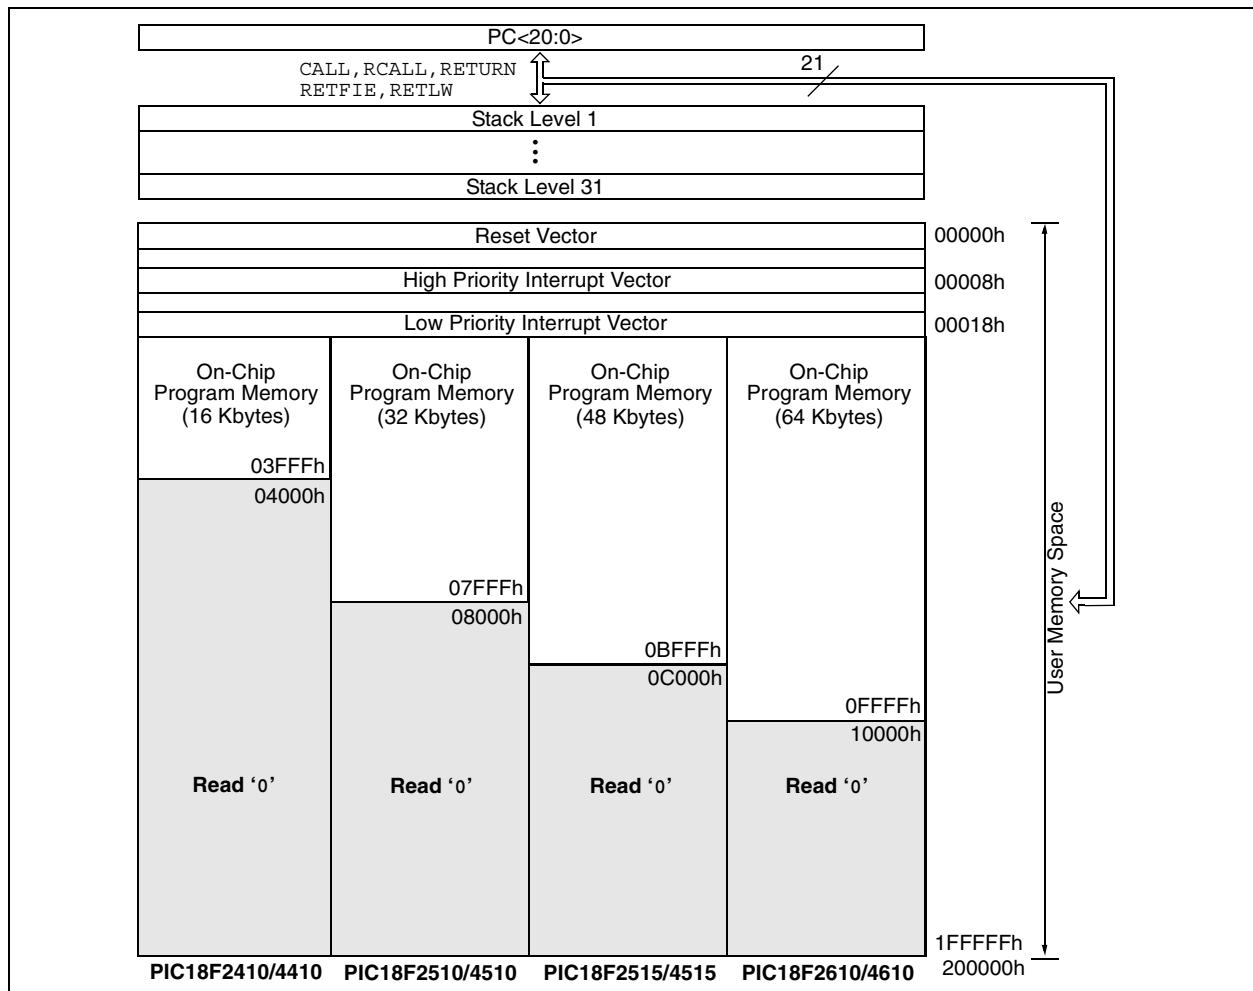 PC<20:0>
CALL,RCALL,RETURN
RETFIE,RETLW
21
Stack Level 1
⋮
Stack Level 31
Reset Vector
00000h
High Priority Interrupt Vector
00008h
Low Priority Interrupt Vector
00018h
On-Chip
Program Memory
(16 Kbytes)
03FFFh
04000h
Read ‘0’
On-Chip
Program Memory
(32 Kbytes)
07FFFh
08000h
Read ‘0’
On-Chip
Program Memory
(48 Kbytes)
0BFFFh
0C000h
Read ‘0’
On-Chip
Program Memory
(64 Kbytes)
0FFFFh
10000h
Read ‘0’
User Memory Space
1FFFFFh
200000h
PIC18F2410/4410
PIC18F2510/4510
PIC18F2515/4515
PIC18F2610/4610